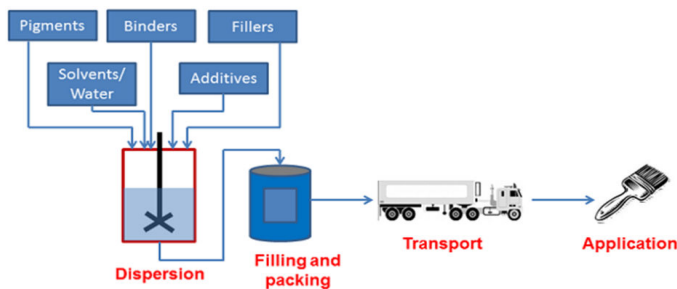 Pigments
Binders
Fillers
Solvents/
Water
Additives
Dispersion
Filling and
packing
Transport
Application